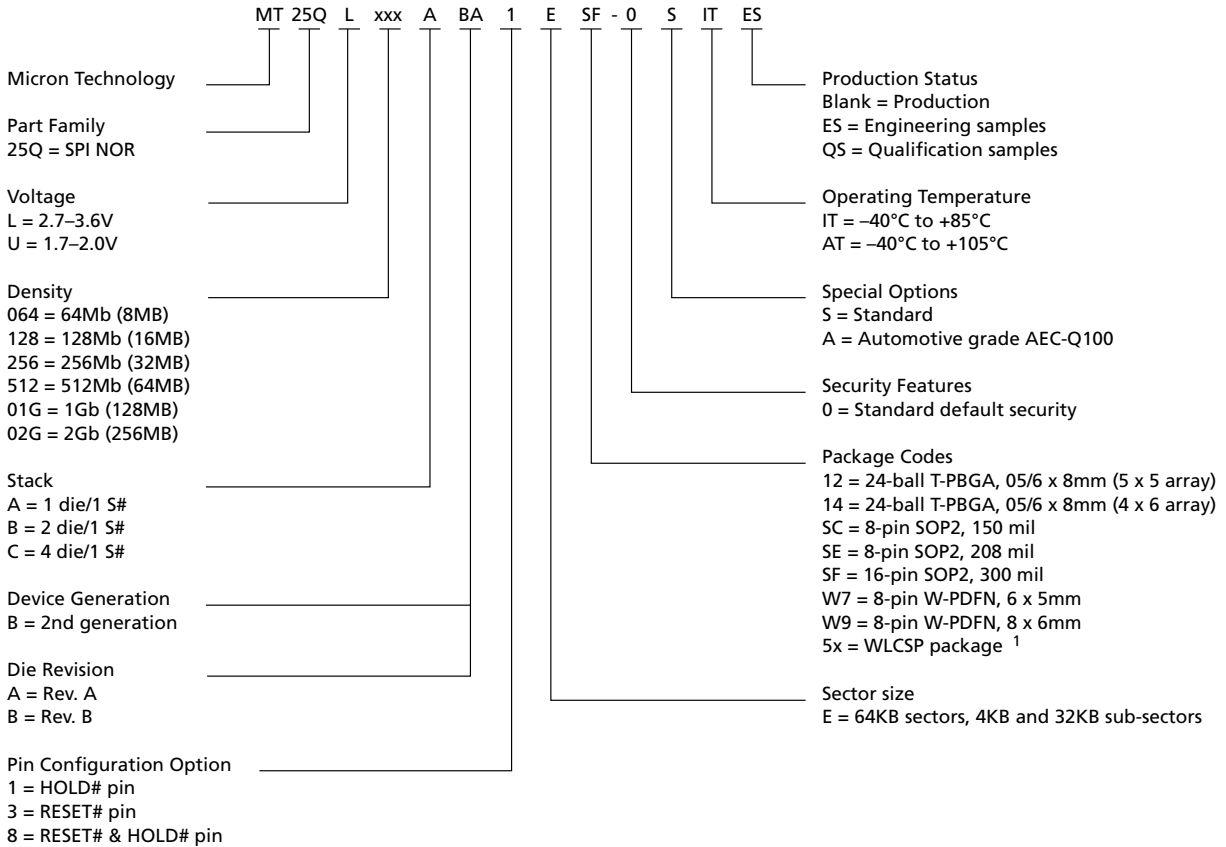 MT 25Q L xxx A BA 1 E SF - 0 S IT ES
Micron Technology
Part Family
25Q = SPI NOR
Voltage
L = 2.7–3.6V
U = 1.7–2.0V
Density
064 = 64Mb (8MB)
128 = 128Mb (16MB)
256 = 256Mb (32MB)
512 = 512Mb (64MB)
01G = 1Gb (128MB)
02G = 2Gb (256MB)
Stack
A = 1 die/1 S#
B = 2 die/1 S#
C = 4 die/1 S#
Device Generation
B = 2nd generation
Die Revision
A = Rev. A
B = Rev. B
Pin Configuration Option
1 = HOLD# pin
3 = RESET# pin
8 = RESET# & HOLD# pin
Production Status
Blank = Production
ES = Engineering samples
QS = Qualification samples
Operating Temperature
IT = –40°C to +85°C
AT = –40°C to +105°C
Special Options
S = Standard
A = Automotive grade AEC-Q100
Security Features
0 = Standard default security
Package Codes
12 = 24-ball T-PBGA, 05/6 x 8mm (5 x 5 array)
14 = 24-ball T-PBGA, 05/6 x 8mm (4 x 6 array)
SC = 8-pin SOP2, 150 mil
SE = 8-pin SOP2, 208 mil
SF = 16-pin SOP2, 300 mil
W7 = 8-pin W-PDFN, 6 x 5mm
W9 = 8-pin W-PDFN, 8 x 6mm
5x = WLCSP package 1
Sector size
E = 64KB sectors, 4KB and 32KB sub-sectors